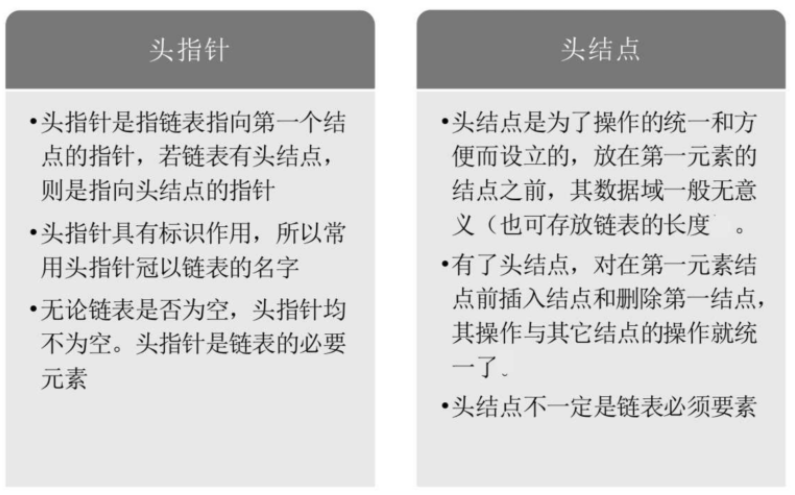 头指针
•头指针是指链表指向第一个结
点的指针，若链表有头结点，
则是指向头结点的指针
•头指针具有标识作用，所以常
用头指针冠以链表的名字
•无论链表是否为空，头指针均
不为空。头指针是链表的必要
元素
头结点
•头结点是为了操作的统一和方
便而设立的，放在第一元素的
结点之前，其数据域一般无意
义（也可存放链表的长度 。
•有了头结点，对在第一元素结
点前插入结点和删除第一结点，
其操作与其它结点的操作就统
一了。
•头结点不一定是链表必须要素